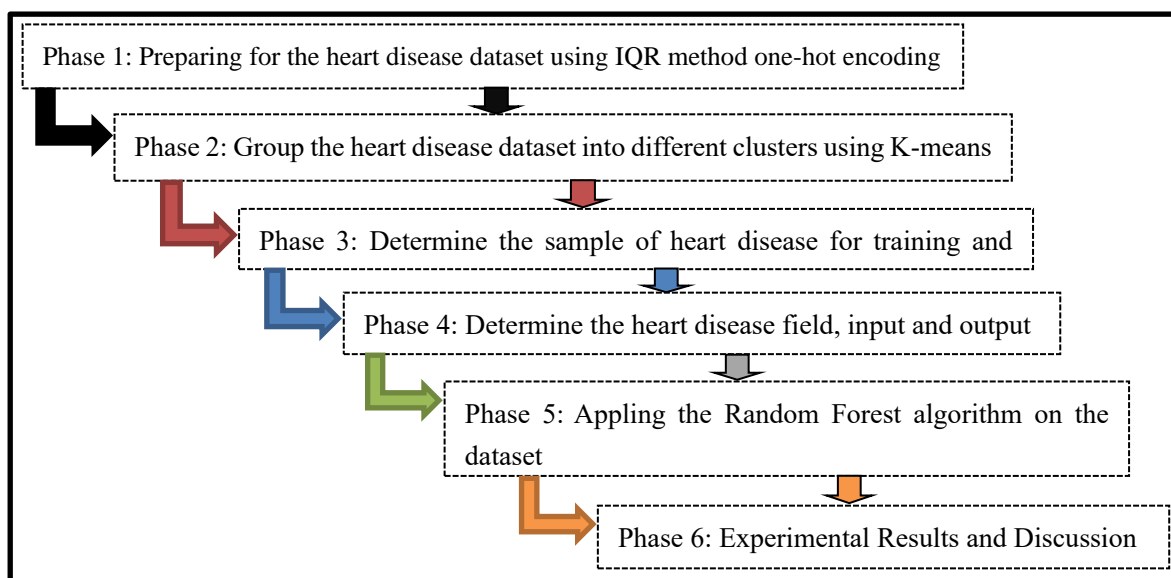 Phase 1: Preparing for the heart disease dataset using IQR method one-hot encoding
Phase 2: Group the heart disease dataset into different clusters using K-means
Phase 3: Determine the sample of heart disease for training and
Phase 4: Determine the heart disease field, input and output
Phase 5: Appling the Random Forest algorithm on the
dataset
Phase 6: Experimental Results and Discussion